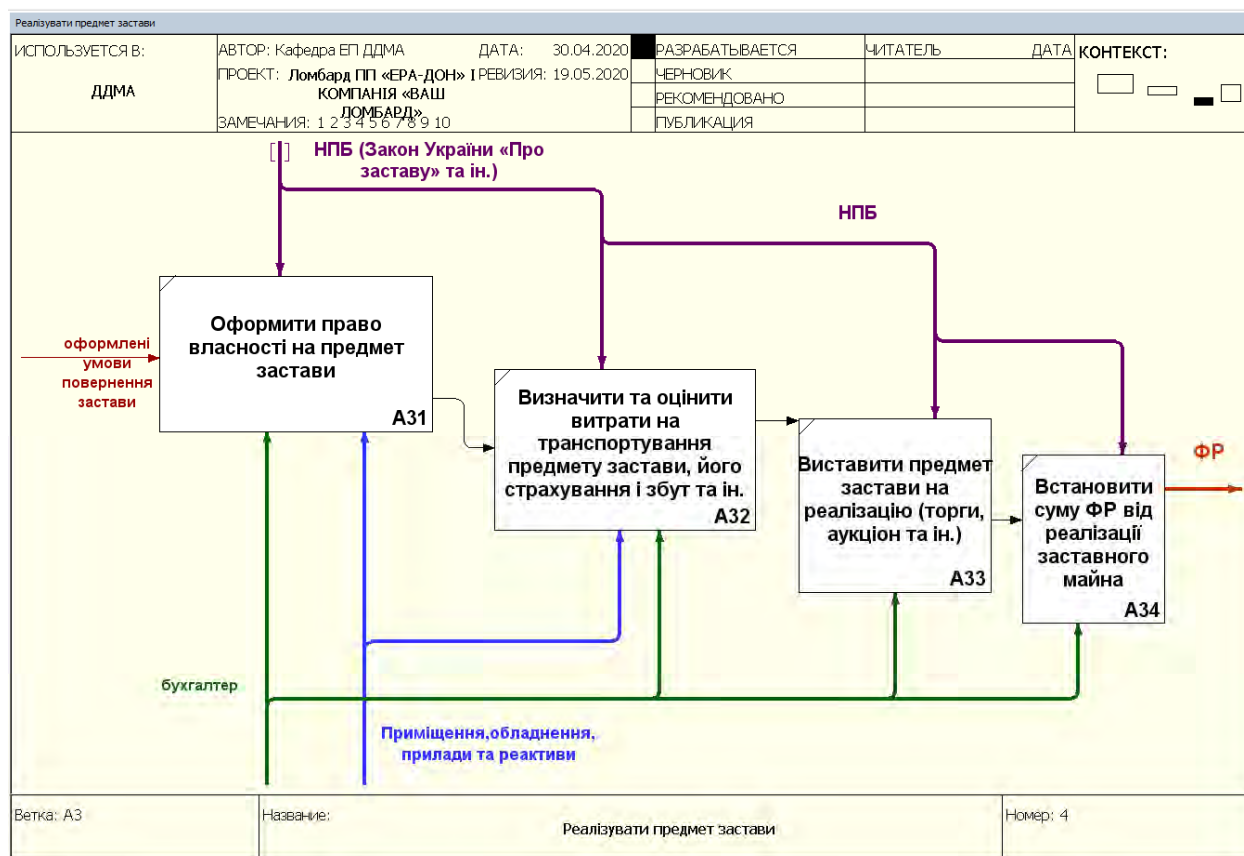 Реалізувати предмет застави
ИСПОЛЬЗУЕТСЯ В:
ДДМА
АВТОР: Кафедра ЕП ДДМА
ДАТА: 30.04.2020
ПРОЕКТ: Ломбард ПП «ЕРА-ДОН» І
КОМПАНІЯ «ВАШ
ЛОМБАРД»
РЕВИЗИЯ: 19.05.2020
ЗАМЕЧАНИЯ: 1 2 3 4 5 6 7 8 9 10
РАЗРАБАТЫВАЕТСЯ
ЧЕРНОВИК
РЕКОМЕНДОВАНО
ПУБЛИКАЦИЯ
ЧИТАТЕЛЬ
ДАТА
КОНТЕКСТ:
НПБ (Закон України «Про
заставу» та ін.)
НПБ
оформлені
умови
повернення
застави
Оформити право
власності на предмет
застави
А31
Визначити та оцінити
витрати на
транспортування
предмету застави, його
страхування і збут та ін.
А32
Виставити предмет
застави на
реалізацію (торги,
аукціон та ін.)
А33
Встановити
суму ФР від
реалізації
заставного
майна
А34
ФР
бухгалтер
Приміщення,обладнення,
прилади та реактиви
Ветка: А3
Название:
Реалізувати предмет застави
Номер: 4